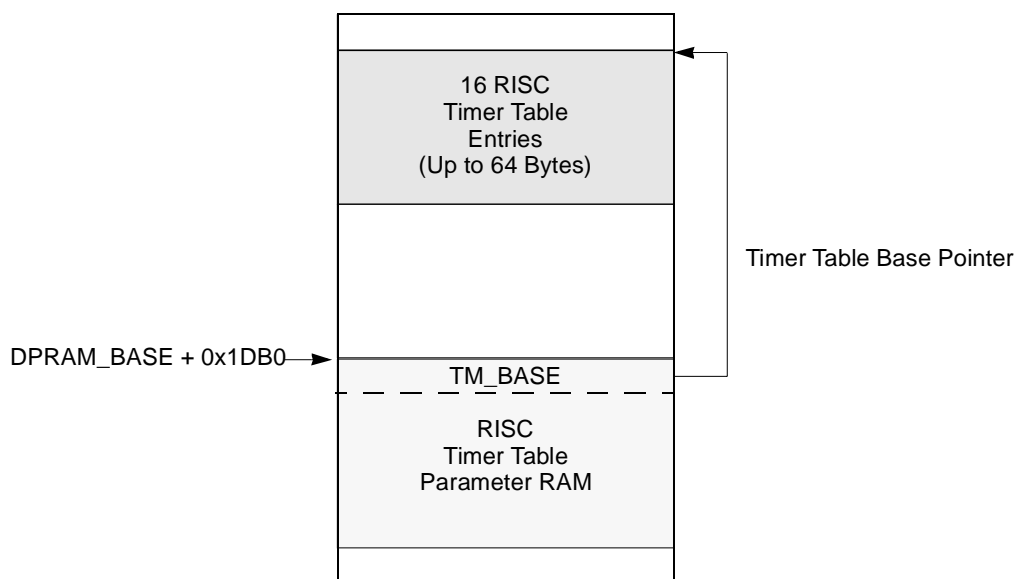 16 RISC
Timer Table
Entries
(Up to 64 Bytes)
Timer Table Base Pointer
DPRAM_BASE + 0x1DB0
TM_BASE
RISC
Timer Table
Parameter RAM